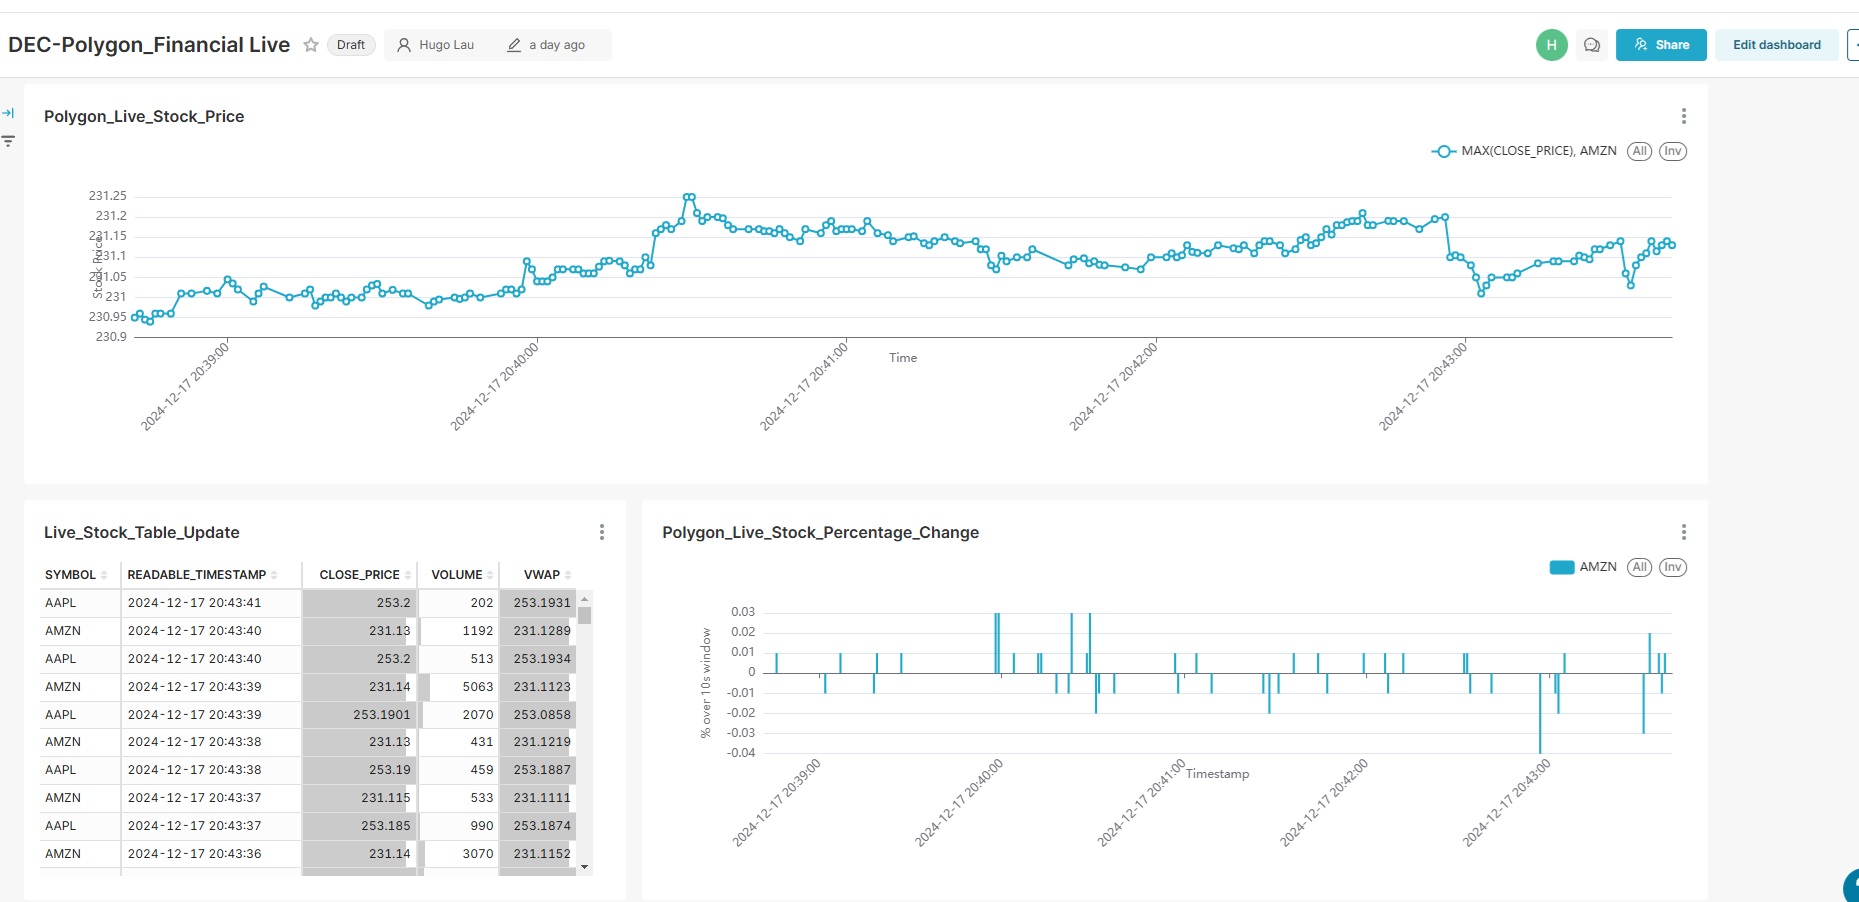 DEC-Polygon_Financial Live Draft Hugo Lau a day ago H Share Edit dashboard
Polygon_Live_Stock_Price
MAX(CLOSE_PRICE), AMZN All Inv
231.25
231.2
231.15
231.1
231.05
231
230.95
230.9
Stock Price
2024-12-17 20:39:00
2024-12-17 20:40:00
2024-12-17 20:41:00
2024-12-17 20:42:00
2024-12-17 20:43:00
Time
Live_Stock_Table_Update
SYMBOL READABLE_TIMESTAMP CLOSE_PRICE VOLUME VWAP
AAPL 2024-12-17 20:43:41 253.2 202 253.1931
AMZN 2024-12-17 20:43:40 231.13 1192 231.1289
AAPL 2024-12-17 20:43:40 253.2 513 253.1934
AMZN 2024-12-17 20:43:39 231.14 5063 231.1123
AAPL 2024-12-17 20:43:39 253.1901 2070 253.0858
AMZN 2024-12-17 20:43:38 231.13 431 231.1219
AAPL 2024-12-17 20:43:38 253.19 459 253.1887
AMZN 2024-12-17 20:43:37 231.115 533 231.1111
AAPL 2024-12-17 20:43:37 253.185 990 253.1874
AMZN 2024-12-17 20:43:36 231.14 3070 231.1152
Polygon_Live_Stock_Percentage_Change
AMZN All Inv
0.03
0.02
0.01
0
-0.01
-0.02
-0.03
-0.04
% over 10s window
2024-12-17 20:39:00
2024-12-17 20:40:00
2024-12-17 20:41:00
2024-12-17 20:42:00
2024-12-17 20:43:00
Timestamp